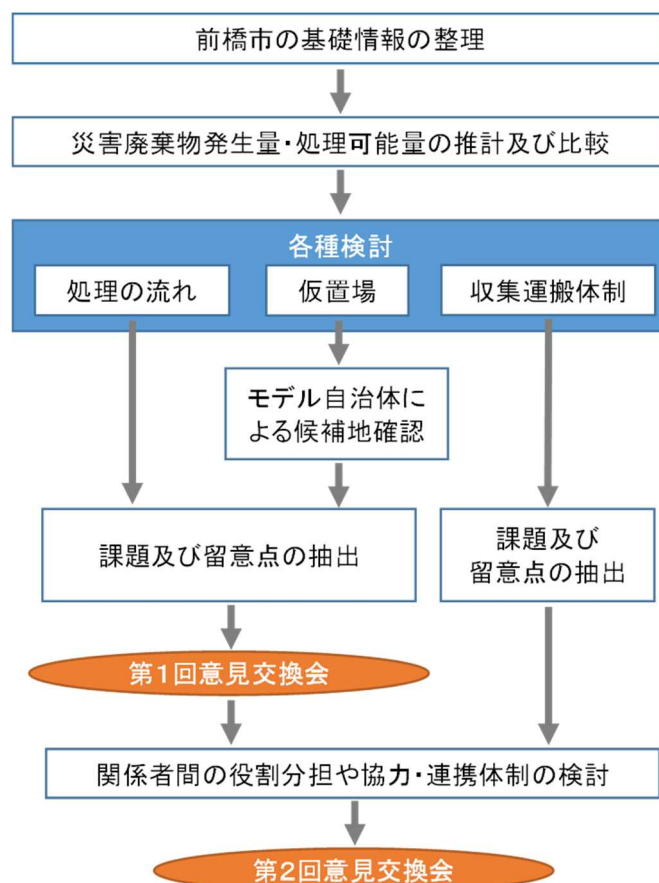 前橋市の基礎情報の整理
災害廃棄物発生量・処理可能量の推計及び比較
各種検討
処理の流れ
仮置場
収集運搬体制
モデル自治体に
よる候補地確認
課題及び留意点の抽出
課題及び
留意点の抽出
第1回意見交換会
関係者間の役割分担や協力・連携体制の検討
第2回意見交換会